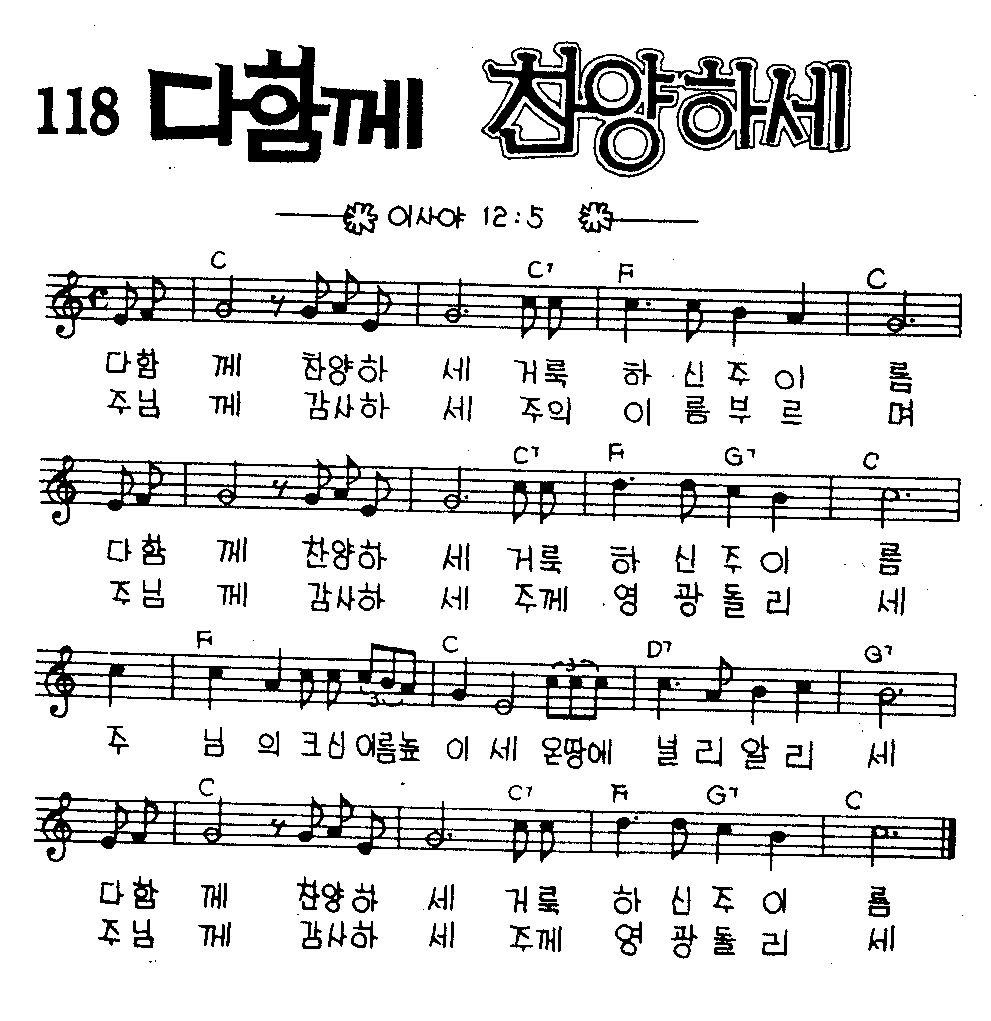 118 다함께 찬양하세
이사야 12:5
C C7 F C
다함 께 찬양하 세 거룩 하 신 주 이 름
주님 께 감사하 세 주의 이 름 부 르 며
C7 F G7 C
다함 께 찬양하 세 거룩 하 신 주 이 름
주님 께 감사하 세 주께 영 광 돌 리 세
F C D7 G7
3 3
주 님 의 크신 이름높 이 세 온땅에 널 리 알 리 세
C C7 F G7 C
다함 께 찬양하 세 거룩 하 신 주 이 름
주님 께 감사하 세 주께 영 광 돌 리 세